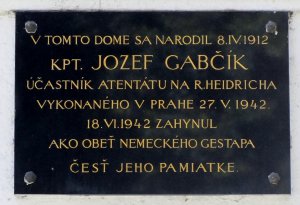 V TOMTO DOME SA NARODIL 8.IV.1912
KPT. JOZEF GABČÍK
ÚČASTNÍK ATENTÁTU NA R.HEIDRICHA
VYKONANÉHO V PRAHE 27.V.1942.
18.VI.1942 ZAHYNUL
AKO OBEŤ NEMECKÉHO GESTAPA
ČESŤ JEHO PAMIATKE.